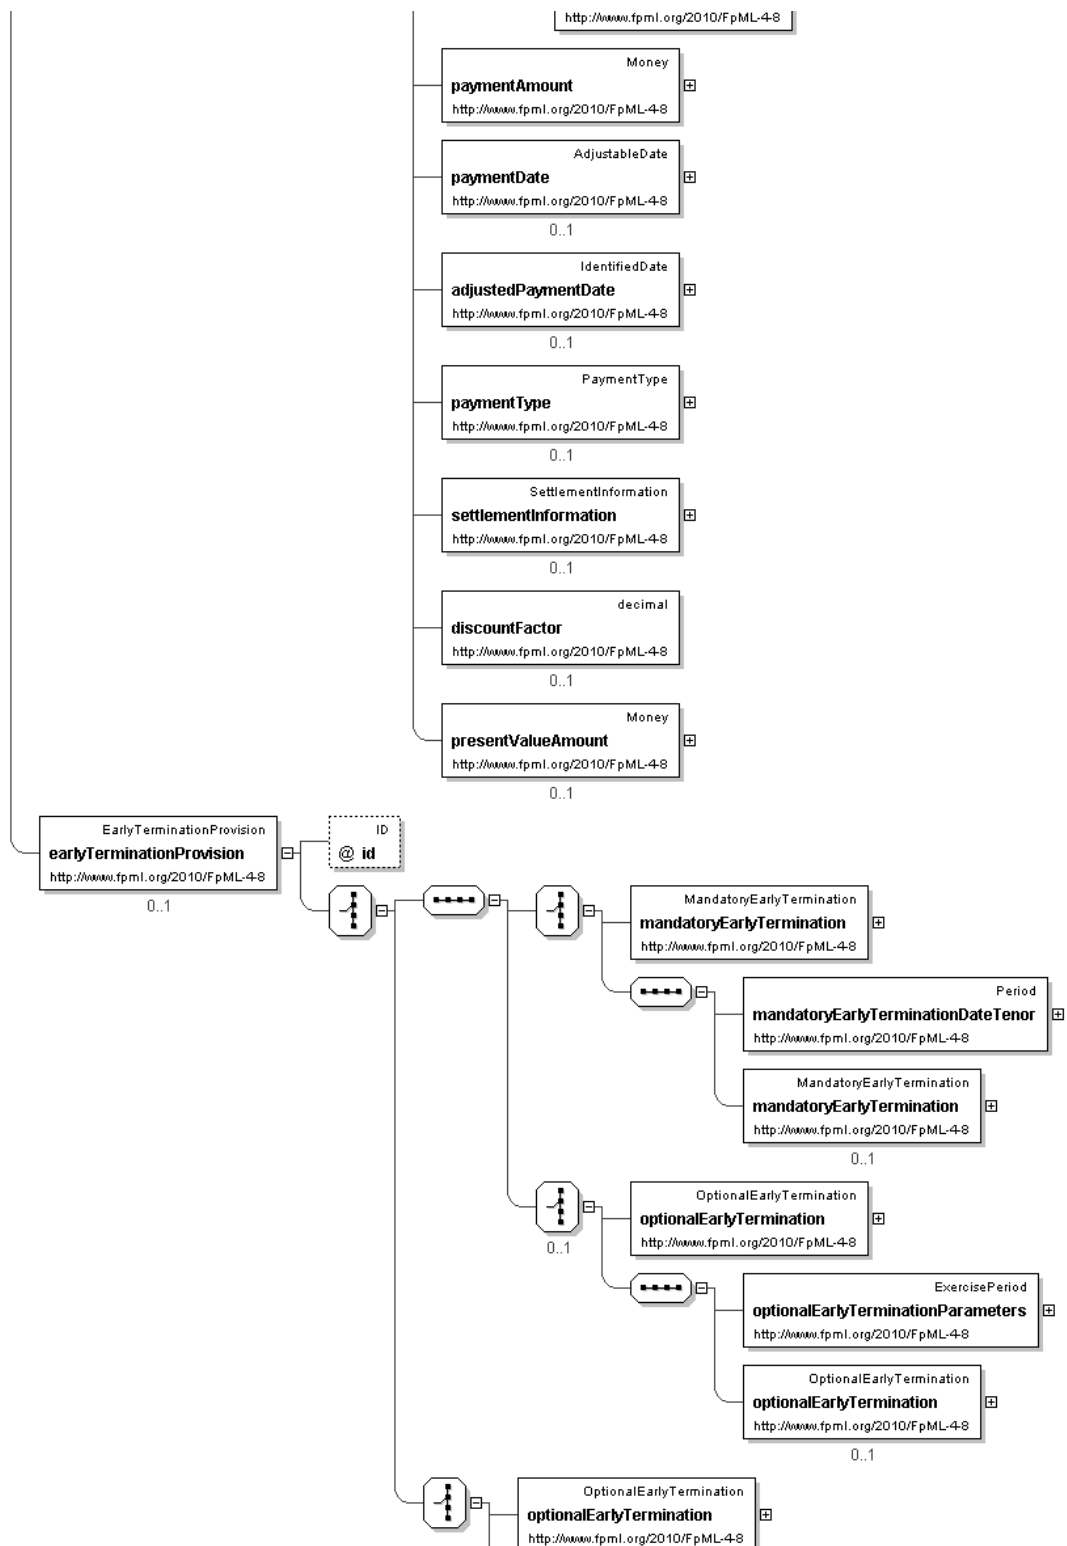 http://www.fpml.org/2010/FpML-4-8
Money
paymentAmount
http://www.fpml.org/2010/FpML-4-8
AdjustableDate
paymentDate
http://www.fpml.org/2010/FpML-4-8
0..1
IdentifiedDate
adjustedPaymentDate
http://www.fpml.org/2010/FpML-4-8
0..1
PaymentType
paymentType
http://www.fpml.org/2010/FpML-4-8
0..1
SettlementInformation
settlementInformation
http://www.fpml.org/2010/FpML-4-8
0..1
decimal
discountFactor
http://www.fpml.org/2010/FpML-4-8
0..1
Money
presentValueAmount
http://www.fpml.org/2010/FpML-4-8
0..1
EarlyTerminationProvision
earlyTerminationProvision
http://www.fpml.org/2010/FpML-4-8
0..1
ID
@ id
MandatoryEarlyTermination
mandatoryEarlyTermination
http://www.fpml.org/2010/FpML-4-8
Period
mandatoryEarlyTerminationDateTenor
http://www.fpml.org/2010/FpML-4-8
MandatoryEarlyTermination
mandatoryEarlyTermination
http://www.fpml.org/2010/FpML-4-8
0..1
0..1
OptionalEarlyTermination
optionalEarlyTermination
http://www.fpml.org/2010/FpML-4-8
ExercisePeriod
optionalEarlyTerminationParameters
http://www.fpml.org/2010/FpML-4-8
OptionalEarlyTermination
optionalEarlyTermination
http://www.fpml.org/2010/FpML-4-8
0..1
OptionalEarlyTermination
optionalEarlyTermination
http://www.fpml.org/2010/FpML-4-8